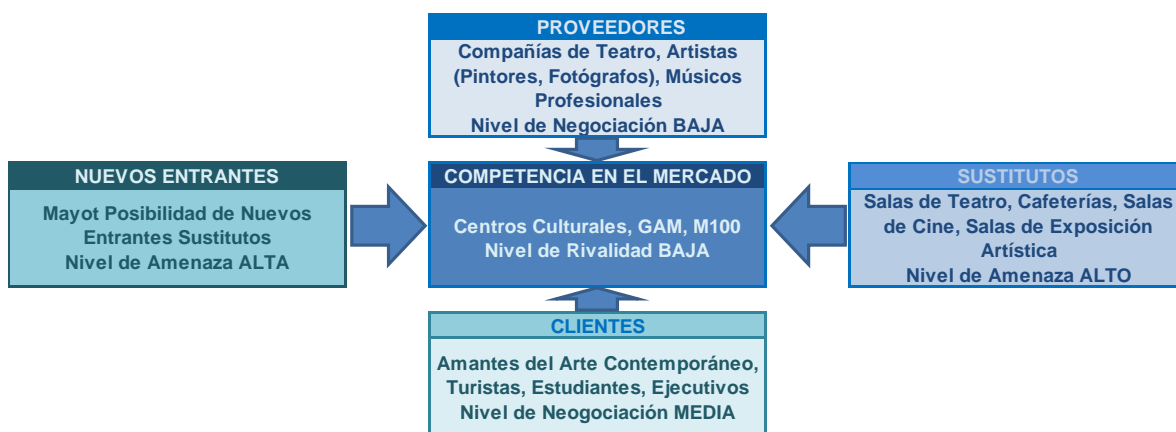 PROVEEDORES
Compañías de Teatro, Artistas
(Pintores, Fotógrafos), Músicos
Profesionales
Nivel de Negociación BAJA
NUEVOS ENTRANTES
Mayot Posibilidad de Nuevos
Entrantes Sustitutos
Nivel de Amenaza ALTA
COMPETENCIA EN EL MERCADO
Centros Culturales, GAM, M100
Nivel de Rivalidad BAJA
SUSTITUTOS
Salas de Teatro, Cafeterías, Salas
de Cine, Salas de Exposición
Artística
Nivel de Amenaza ALTO
CLIENTES
Amantes del Arte Contemporáneo,
Turistas, Estudiantes, Ejecutivos
Nivel de Neogociación MEDIA